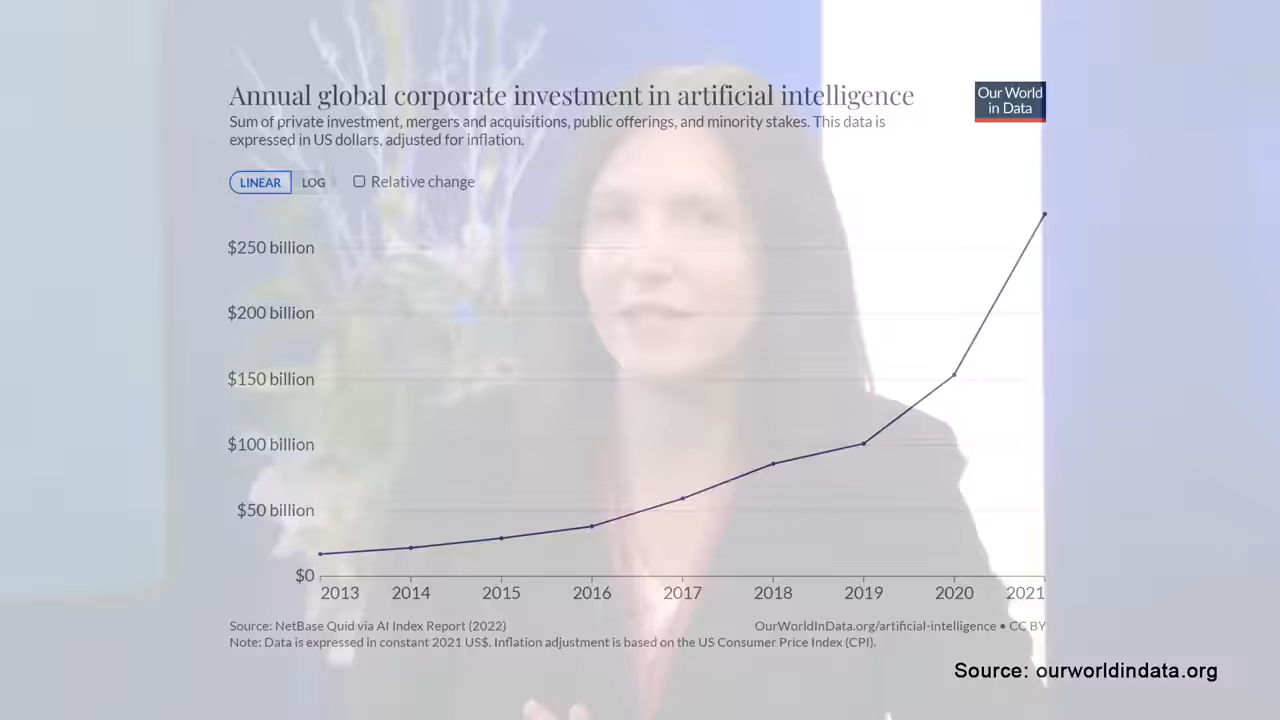 Annual global corporate investment in artificial intelligence
Our World
in Data
Sum of private investment, mergers and acquisitions, public offerings, and minority stakes. This data is
expressed in US dollars, adjusted for inflation.
LINEAR LOG Relative change
$250 billion
$200 billion
$150 billion
$100 billion
$50 billion
$0
2013 2014 2015 2016 2017 2018 2019 2020 2021
Source: NetBase Quid via AI Index Report (2022) OurWorldInData.org/artificial-intelligence • CC BY
Note: Data is expressed in constant 2021 US$. Inflation adjustment is based on the US Consumer Price Index (CPI).
Source: ourworldindata.org